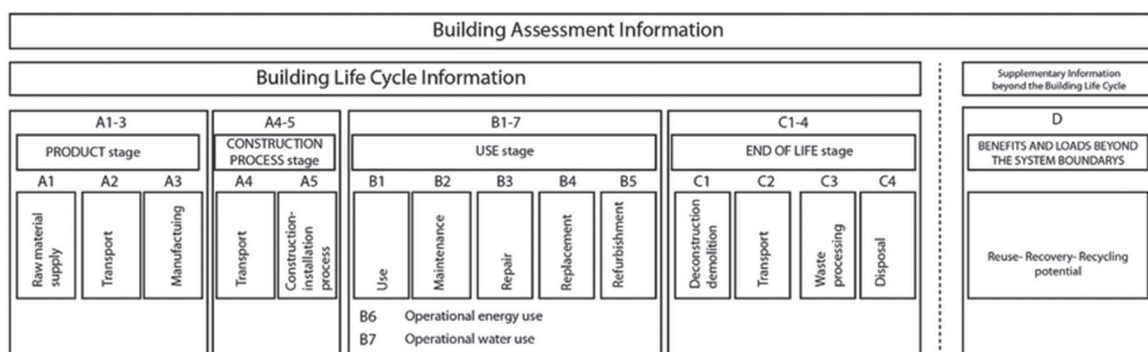 Building Assessment Information
Building Life Cycle Information
Supplementary Information
beyond the Building Life Cycle
A1-3
PRODUCT stage
A1
A2
A3
Raw material
supply
Transport
Manufactuing
A4-5
CONSTRUCTION
PROCESS stage
A4
A5
Transport
Construction-
installation
process
B1-7
USE stage
B1
B2
B3
B4
B5
Use
Maintenance
Repair
Replacement
Refurbishment
B6 Operational energy use
B7 Operational water use
C1-4
END OF LIFE stage
C1
C2
C3
C4
Deconstruction
demolition
Transport
Waste
processing
Disposal
D
BENEFITS AND LOADS BEYOND
THE SYSTEM BOUNDARYS
Reuse- Recovery- Recycling
potential